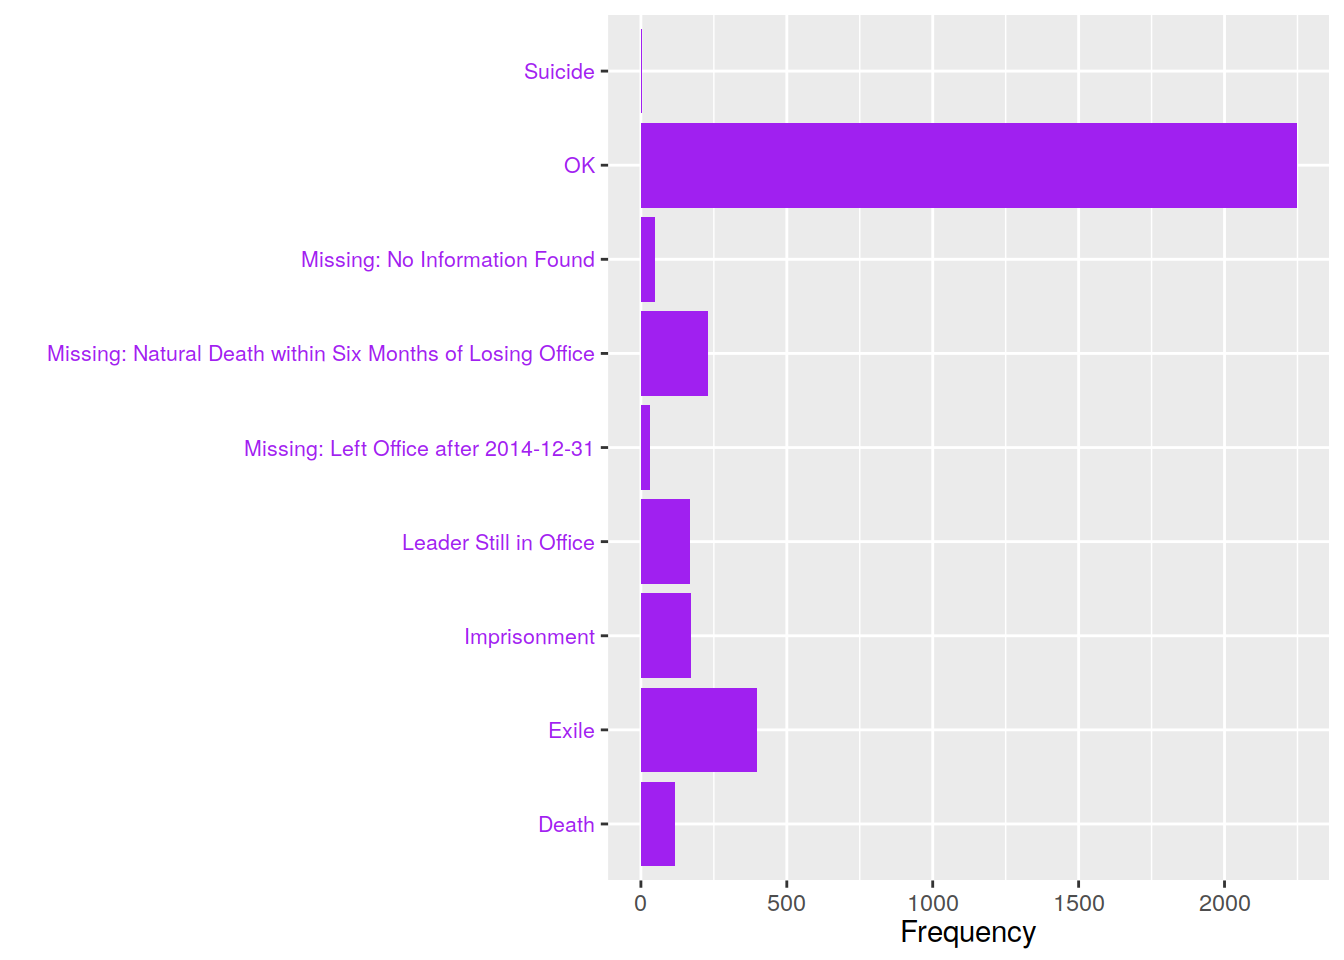 Suicide
OK
Missing: No Information Found
Missing: Natural Death within Six Months of Losing Office
Missing: Left Office after 2014-12-31
Leader Still in Office
Imprisonment
Exile
Death
0 500 1000 1500 2000
Frequency